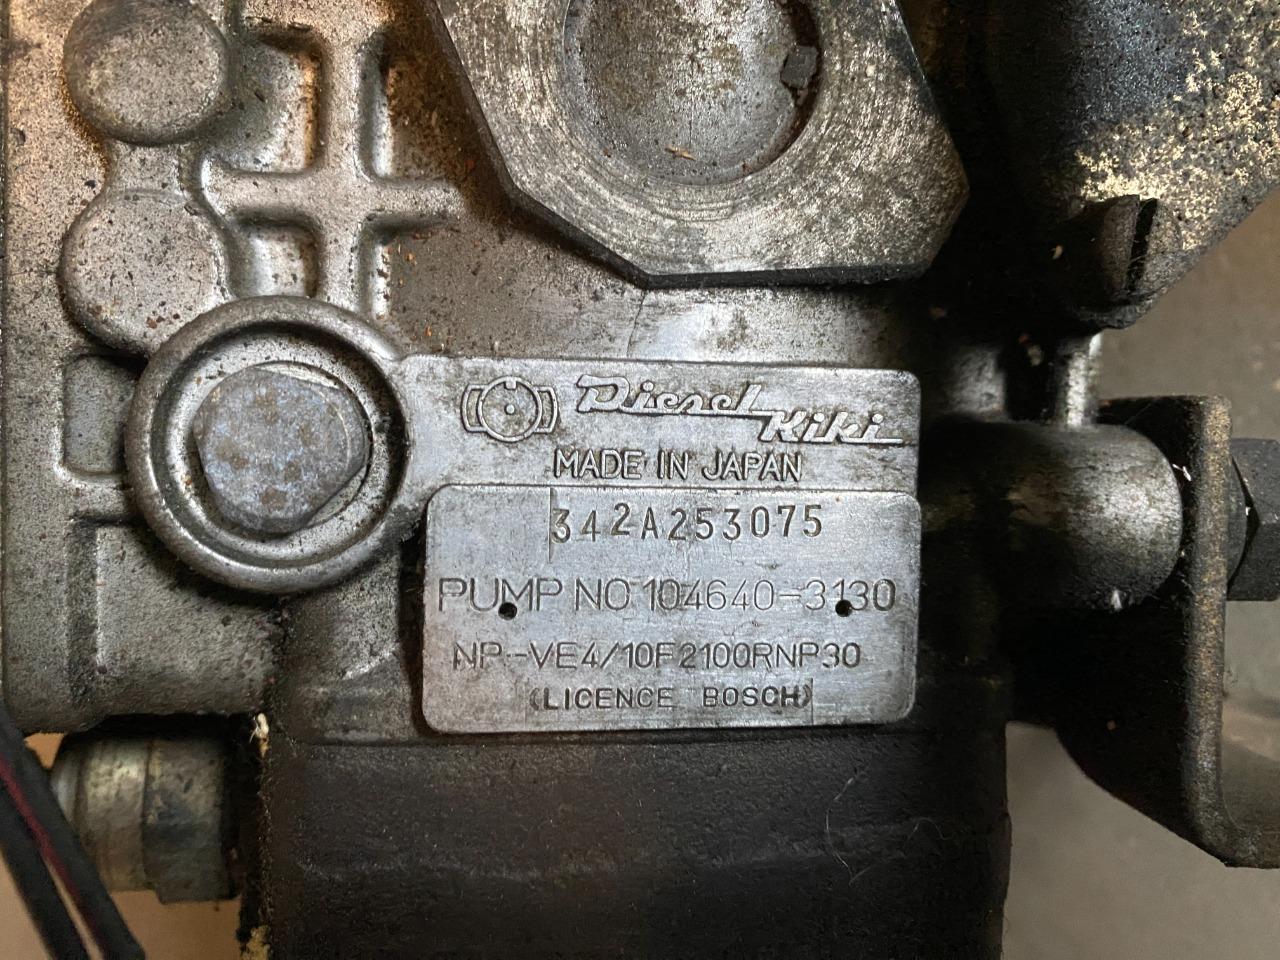 Diesel
Kiki
MADE IN JAPAN
342A253075
PUMP NO 104640-3130
NP-VE4/10F2100RNP30
(LICENCE BOSCH)